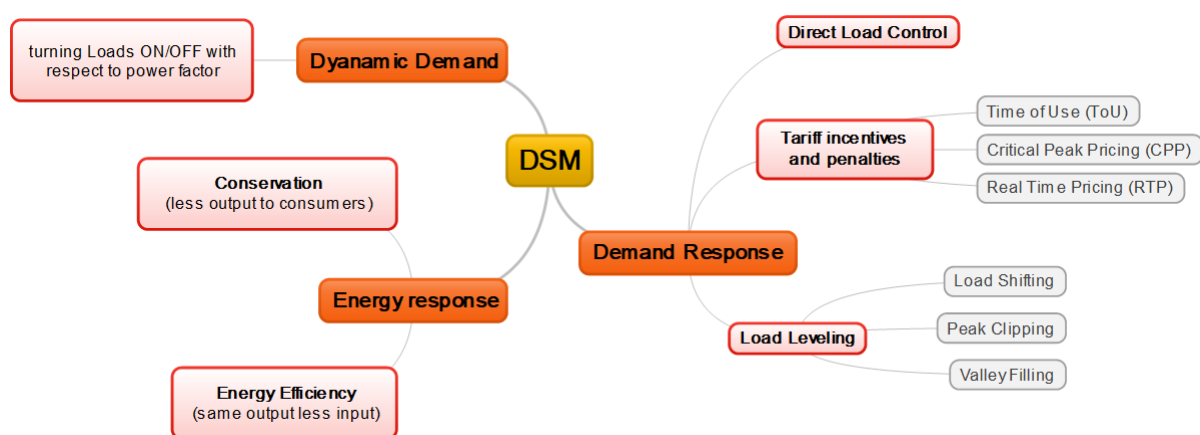 turning Loads ON/OFF with
respect to power factor
Dyanamic Demand
DSM
Conservation
(less output to consumers)
Energy response
Energy Efficiency
(same output less input)
Direct Load Control
Tariff incentives
and penalties
Time of Use (ToU)
Critical Peak Pricing (CPP)
Real Time Pricing (RTP)
Demand Response
Load Leveling
Load Shifting
Peak Clipping
Valley Filling